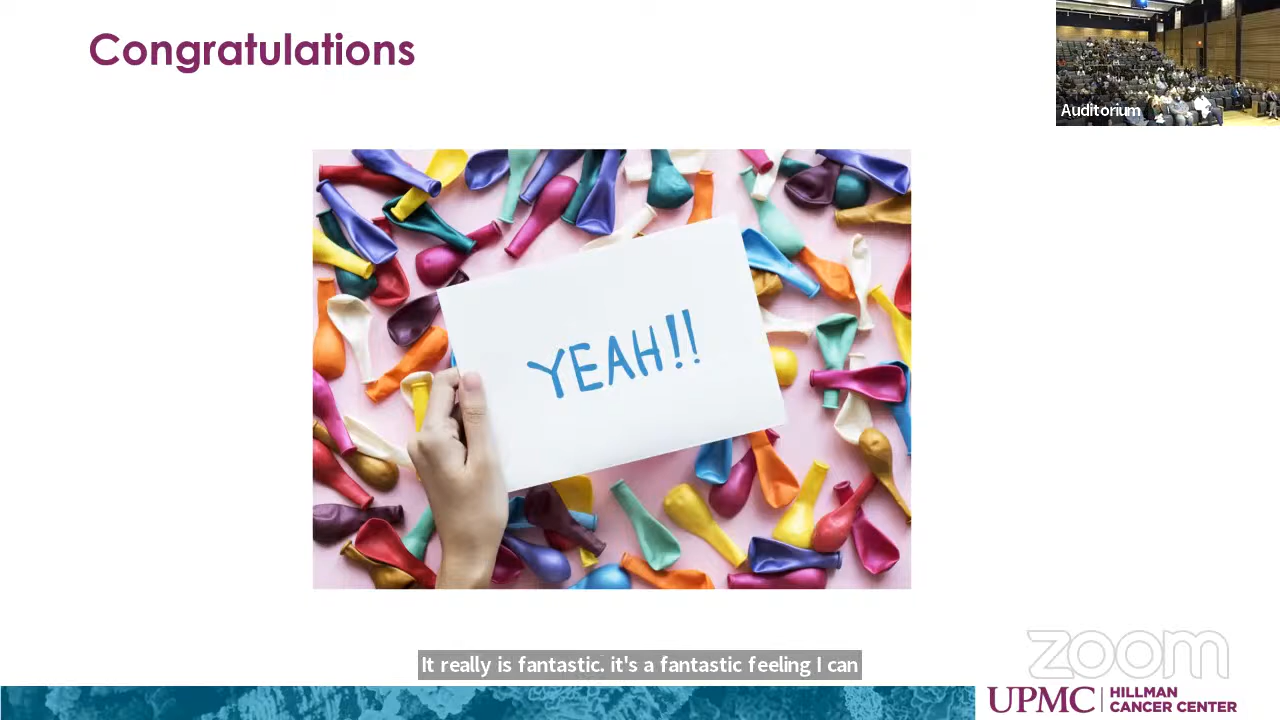 Congratulations
Auditorium
YEAH!!
It really is fantastic. it's a fantastic feeling I can
zoom
UPMC
HILLMAN
CANCER CENTER